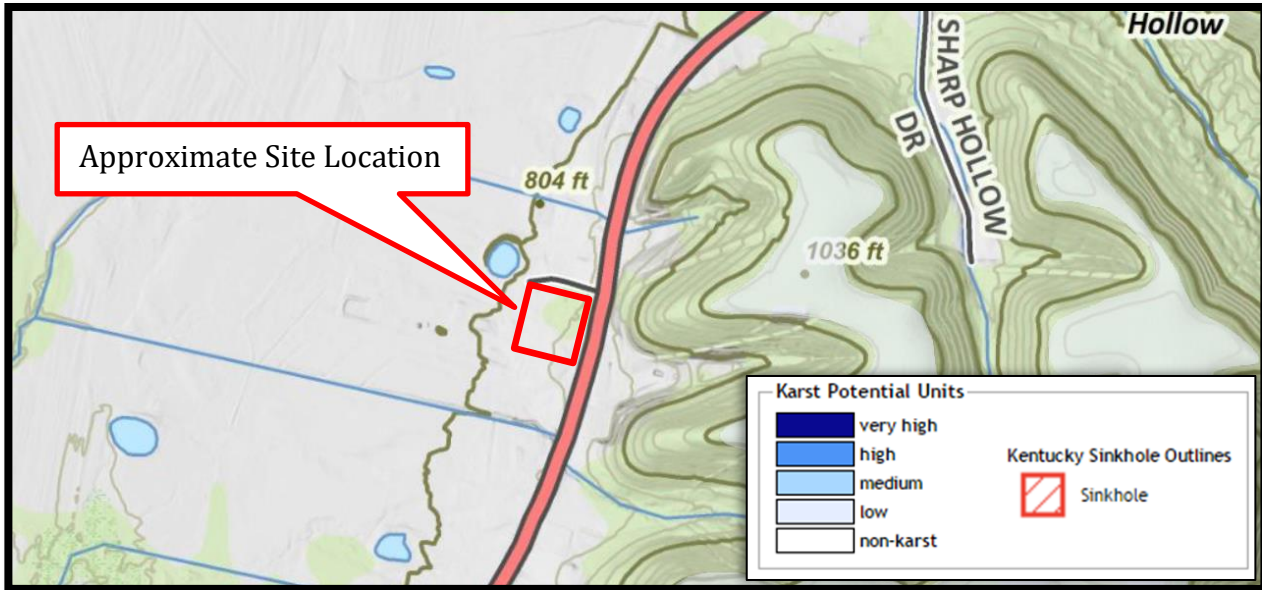 Hollow
SHARP HOLLOW
DR
Approximate Site Location
804 ft
1036 ft
Karst Potential Units
very high
high
medium
low
non-karst
Kentucky Sinkhole Outlines
Sinkhole